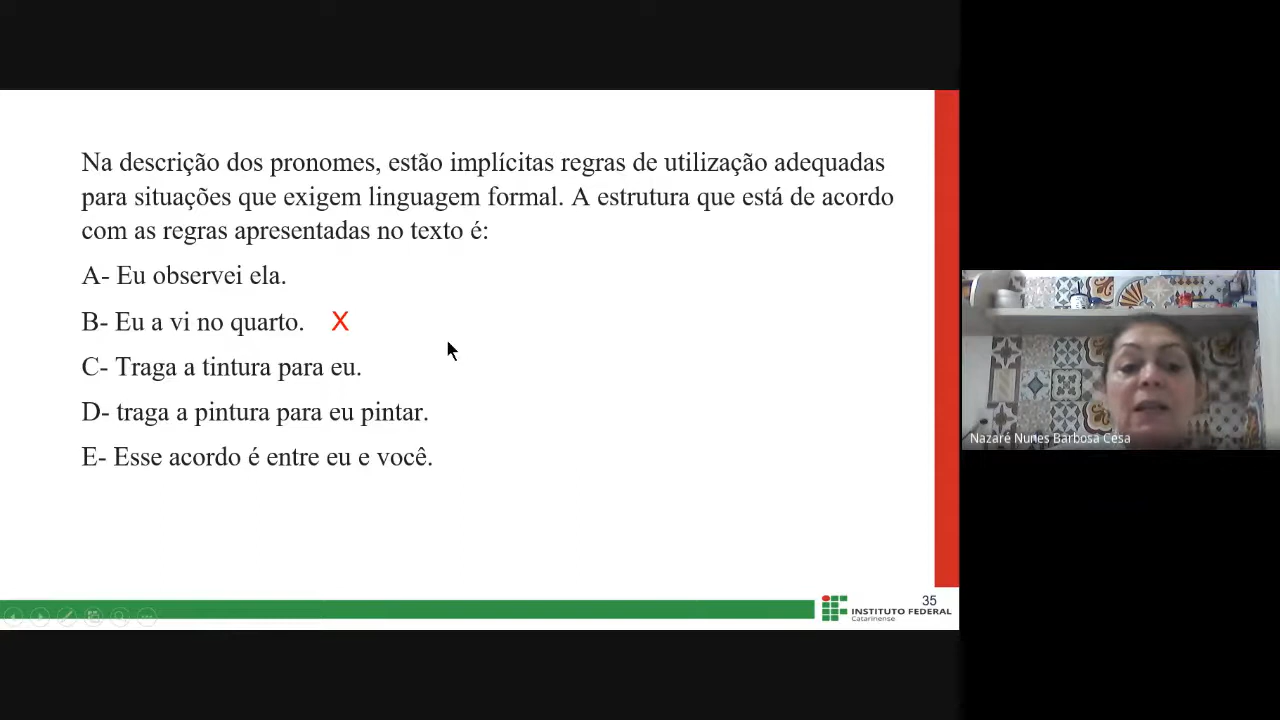 Na descrição dos pronomes, estão implícitas regras de utilização adequadas
para situações que exigem linguagem formal. A estrutura que está de acordo
com as regras apresentadas no texto é:
A- Eu observei ela.
B- Eu a vi no quarto. X
C- Traga a tintura para eu.
D- traga a pintura para eu pintar.
E- Esse acordo é entre eu e você.
35
INSTITUTO FEDERAL
Catarinense
Nazaré Nunes Barbosa Cesa